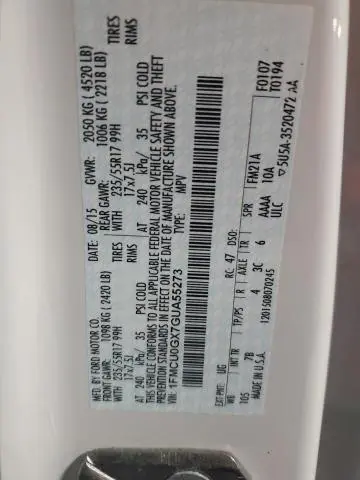 MFD. BY FORD MOTOR CO.
DATE: 08/15 GVWR: 2050 KG ( 4520 LB)
FRONT GAWR: 1098 KG (2420 LB) REAR GAWR: 1006 KG ( 2218 LB)
WITH 235/55R17 99H TIRES WITH 235/55R17 99H TIRES
17x7.5J RIMS 17x7.5J RIMS
AT 240 kPa/ 35 PSI COLD AT 240 kPa/ 35 PSI COLD
THIS VEHICLE CONFORMS TO ALL APPLICABLE FEDERAL MOTOR VEHICLE SAFETY AND THEFT
PREVENTION STANDARDS IN EFFECT ON THE DATE OF MANUFACTURE SHOWN ABOVE.
VIN: 1FMCU0GX7GUA55273
TYPE: MPV
F0107
T0194
EXT PNT: UG RC: 47 DSO: FM21A
WB INT TR TP/PS R AXLE TR SPR
105 7B 4 3C 6 AAAA 10A
ULC
MADE IN U.S.A. 5U5A-3520472 AA